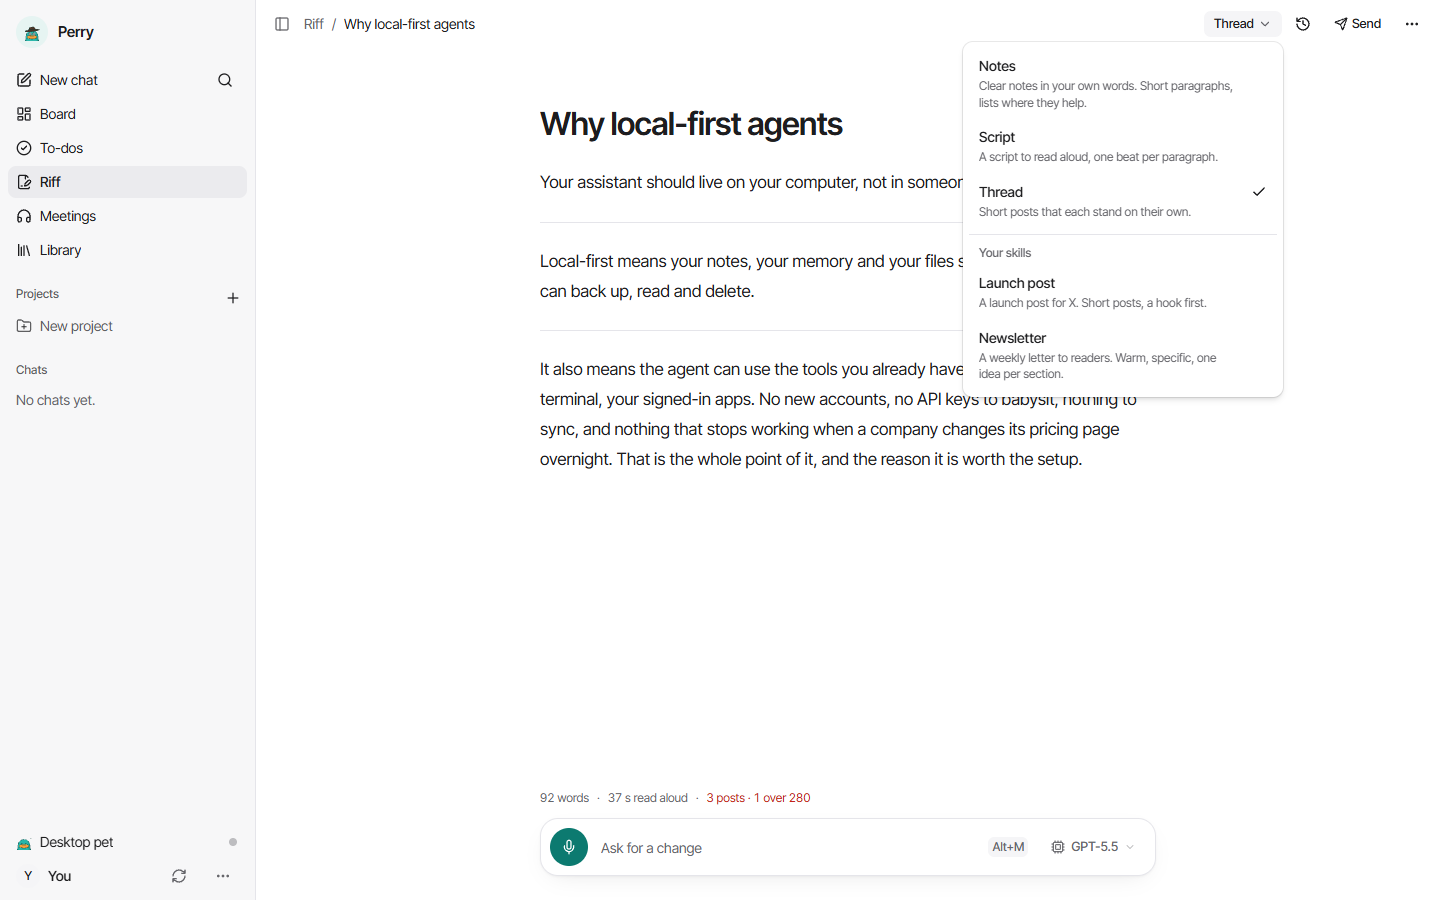 Perry
New chat
Board
To-dos
Riff
Meetings
Library
Projects
New project
Chats
No chats yet.
Desktop pet
Y You
Riff / Why local-first agents
Thread
Send
Notes
Clear notes in your own words. Short paragraphs,
lists where they help.
Script
A script to read aloud, one beat per paragraph.
Thread
Short posts that each stand on their own.
Your skills
Launch post
A launch post for X. Short posts, a hook first.
Newsletter
A weekly letter to readers. Warm, specific, one
idea per section.
Why local-first agents
Your assistant should live on your computer, not in
Local-first means your notes, your memory and your files
can back up, read and delete.
It also means the agent can use the tools you already have
terminal, your signed-in apps. No new accounts, no API keys to babysit, nothing to
sync, and nothing that stops working when a company changes its pricing page
overnight. That is the whole point of it, and the reason it is worth the setup.
92 words · 37 s read aloud · 3 posts · 1 over 280
Ask for a change
Alt+M
GPT-5.5